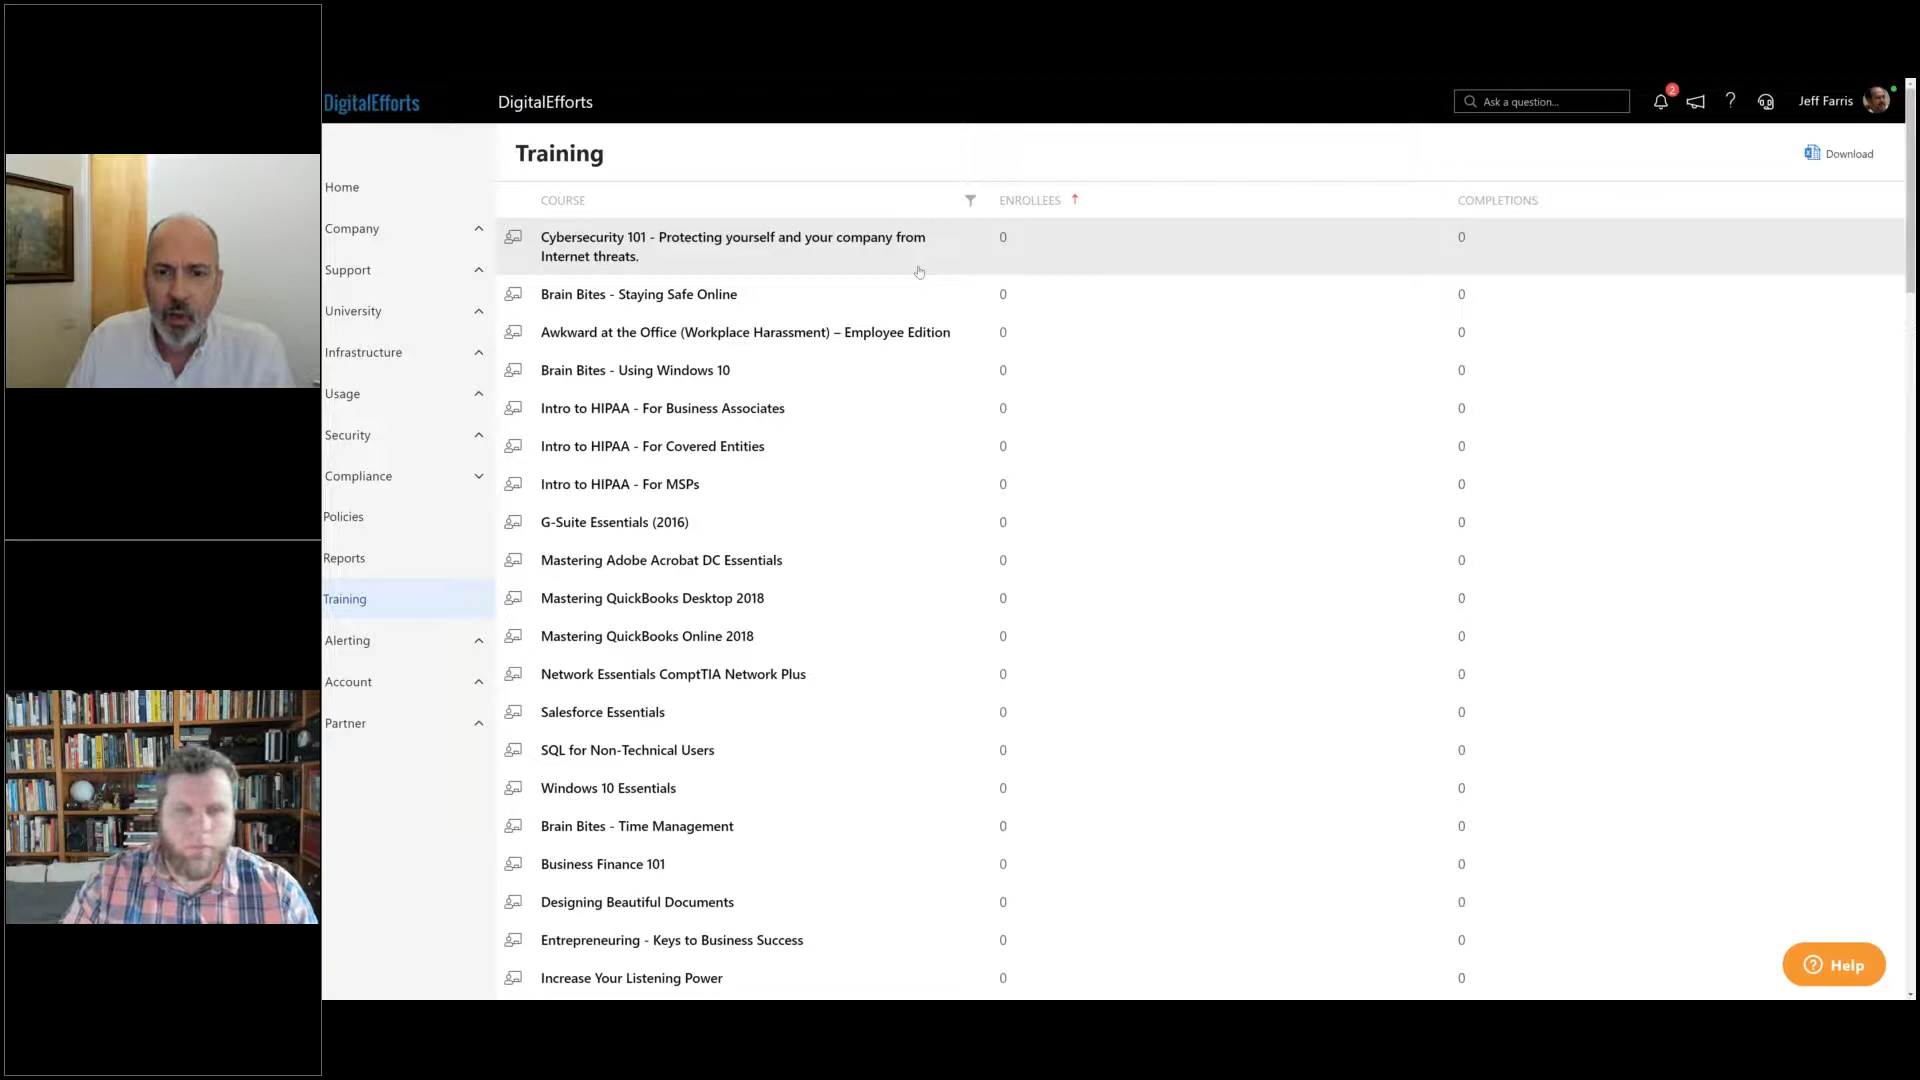 DigitalEfforts
DigitalEfforts
Ask a question...
2
?
Jeff Farris
Training
Download
Home
Company
Support
University
Infrastructure
Usage
Security
Compliance
Policies
Reports
Training
Alerting
Account
Partner
COURSE ENROLLEES COMPLETIONS
Cybersecurity 101 - Protecting yourself and your company from 0 0
Internet threats.
Brain Bites - Staying Safe Online 0 0
Awkward at the Office (Workplace Harassment) – Employee Edition 0 0
Brain Bites - Using Windows 10 0 0
Intro to HIPAA - For Business Associates 0 0
Intro to HIPAA - For Covered Entities 0 0
Intro to HIPAA - For MSPs 0 0
G-Suite Essentials (2016) 0 0
Mastering Adobe Acrobat DC Essentials 0 0
Mastering QuickBooks Desktop 2018 0 0
Mastering QuickBooks Online 2018 0 0
Network Essentials ComptTIA Network Plus 0 0
Salesforce Essentials 0 0
SQL for Non-Technical Users 0 0
Windows 10 Essentials 0 0
Brain Bites - Time Management 0 0
Business Finance 101 0 0
Designing Beautiful Documents 0 0
Entrepreneuring - Keys to Business Success 0 0
Increase Your Listening Power 0 0
? Help